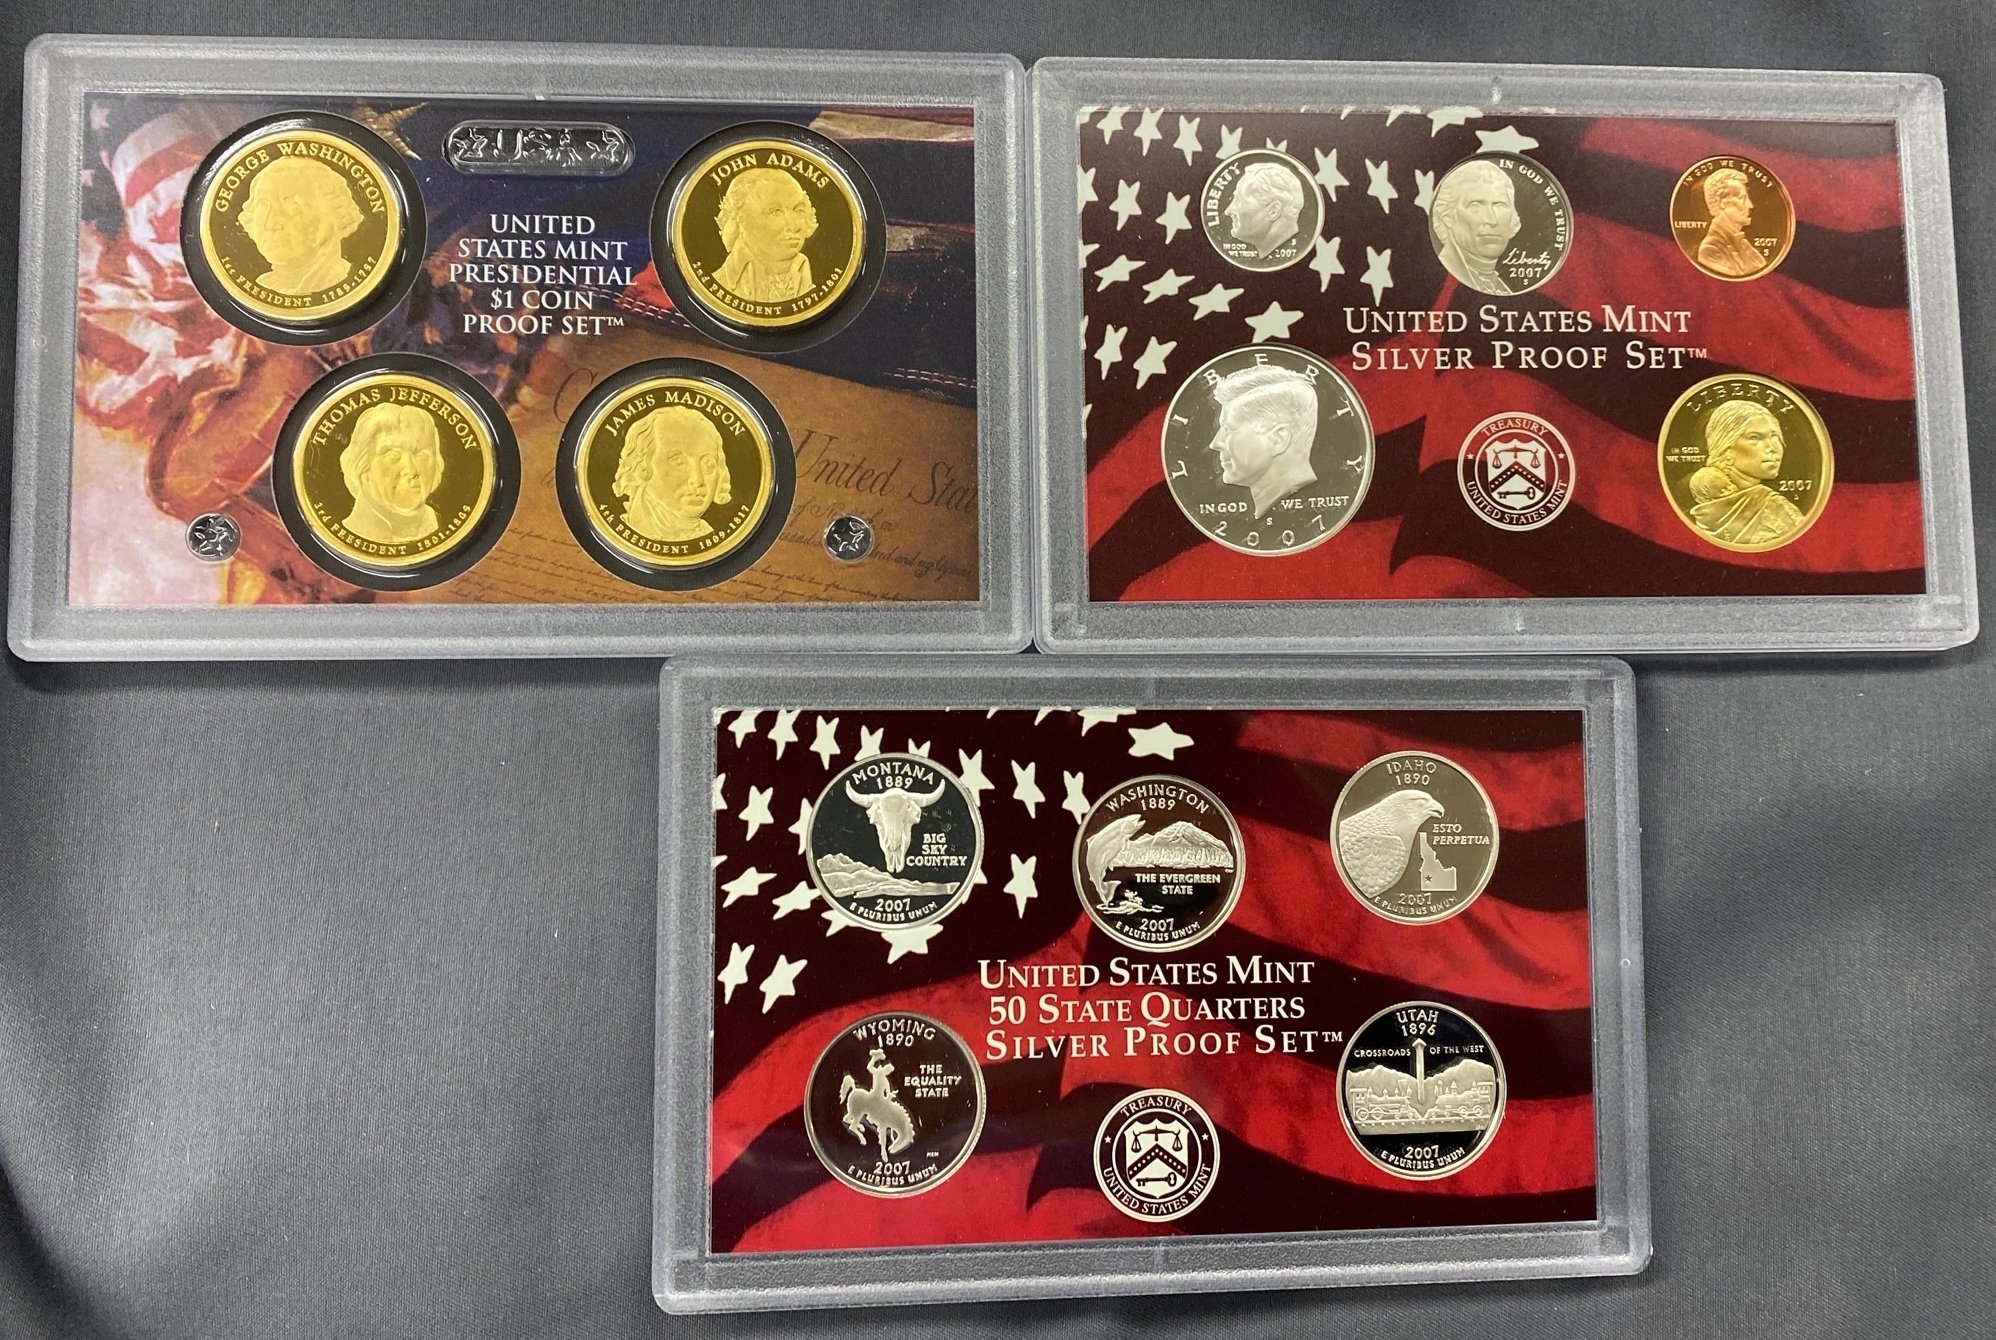 GEORGE WASHINGTON
1st PRESIDENT 1789-1797
USA
JOHN ADAMS
2nd PRESIDENT 1797-1801
UNITED
STATES MINT
PRESIDENTIAL
$1 COIN
PROOF SET™
THOMAS JEFFERSON
3rd PRESIDENT 1801-1809
JAMES MADISON
4th PRESIDENT 1809-1817
United Stat
LIBERTY
IN GOD
WE TRUST
S
2007
IN GOD WE TRUST
Liberty
2007
S
IN GOD WE TRUST
LIBERTY
2007
S
UNITED STATES MINT
SILVER PROOF SET™
LIBERTY
IN GOD WE TRUST
S
2007
TREASURY
UNITED STATES MINT
LIBERTY
IN GOD
WE TRUST
2007
S
MONTANA
1889
BIG
SKY
COUNTRY
2007
E PLURIBUS UNUM
WASHINGTON
1889
THE EVERGREEN
STATE
2007
E PLURIBUS UNUM
IDAHO
1890
ESTO
PERPETUA
2007
E PLURIBUS UNUM
UNITED STATES MINT
50 STATE QUARTERS
SILVER PROOF SET™
WYOMING
1890
THE
EQUALITY
STATE
2007
E PLURIBUS UNUM
TREASURY
UNITED STATES MINT
UTAH
1896
CROSSROADS OF THE WEST
2007
E PLURIBUS UNUM